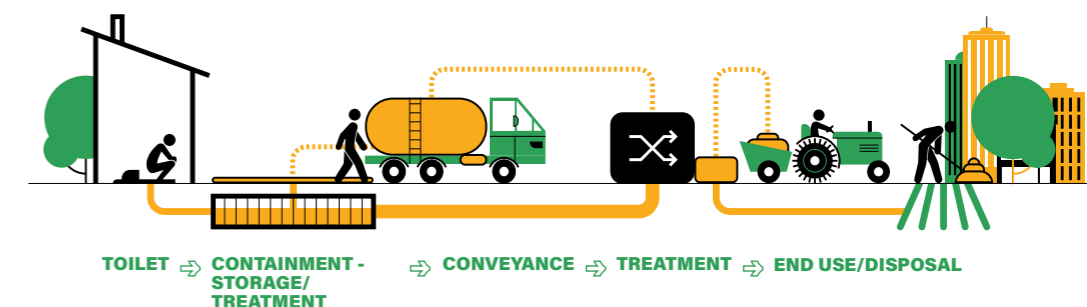 TOILET ⇨ CONTAINMENT - ⇨ CONVEYANCE ⇨ TREATMENT ⇨ END USE/DISPOSAL
STORAGE/
TREATMENT